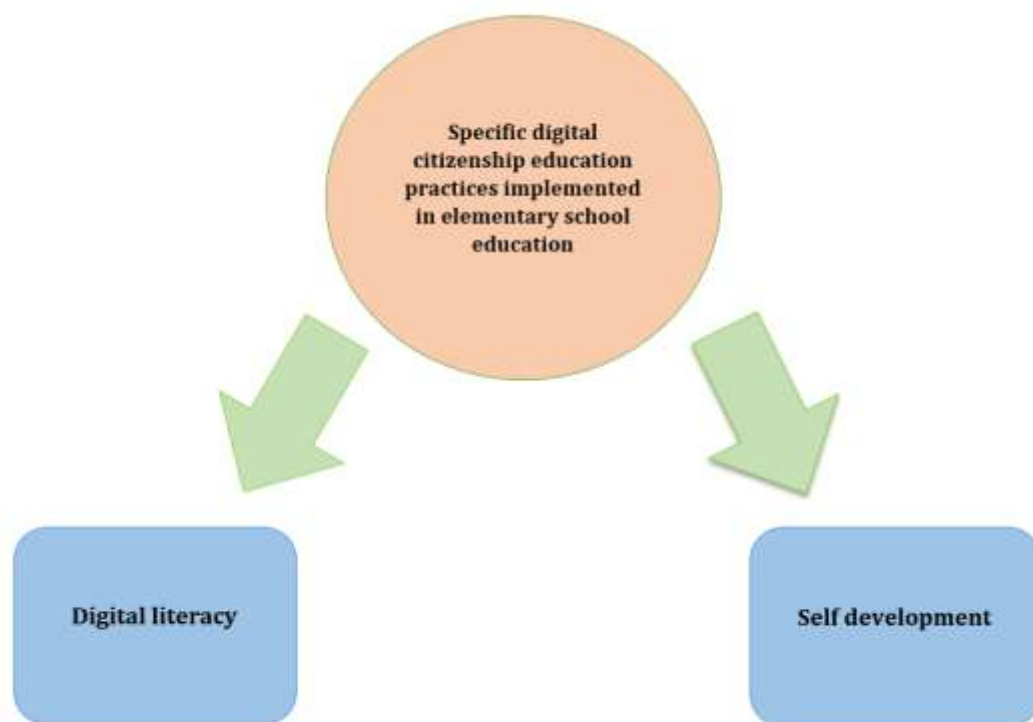 Specific digital
citizenship education
practices implemented
in elementary school
education
Digital literacy
Self development